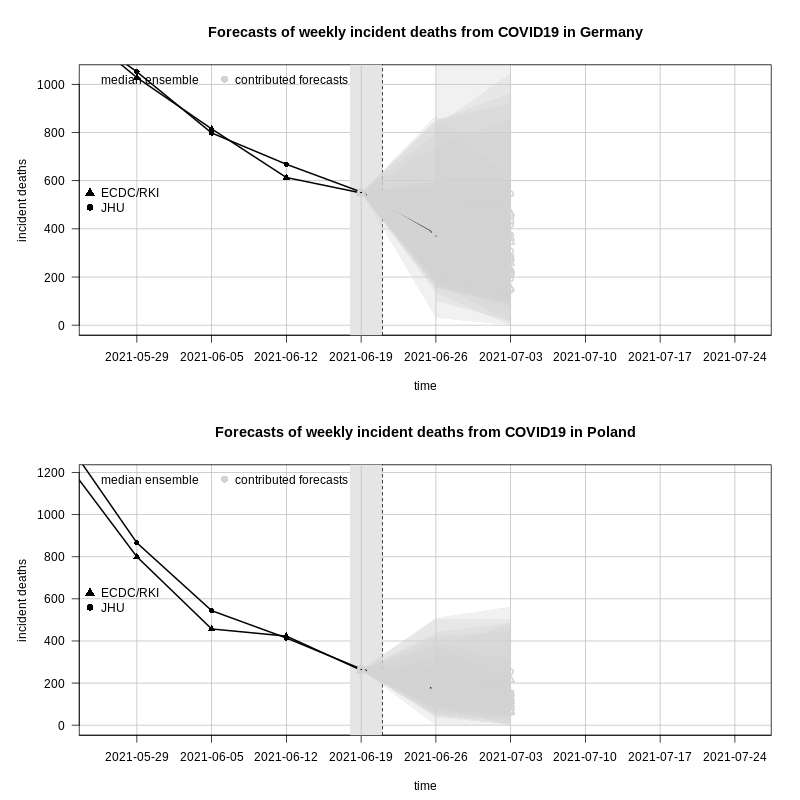 Forecasts of weekly incident deaths from COVID19 in Germany
incident deaths
1000
800
600
400
200
0
median ensemble contributed forecasts
ECDC/RKI
JHU
2021-05-29 2021-06-05 2021-06-12 2021-06-19 2021-06-26 2021-07-03 2021-07-10 2021-07-17 2021-07-24
time
Forecasts of weekly incident deaths from COVID19 in Poland
incident deaths
1200
1000
800
600
400
200
0
median ensemble contributed forecasts
ECDC/RKI
JHU
2021-05-29 2021-06-05 2021-06-12 2021-06-19 2021-06-26 2021-07-03 2021-07-10 2021-07-17 2021-07-24
time